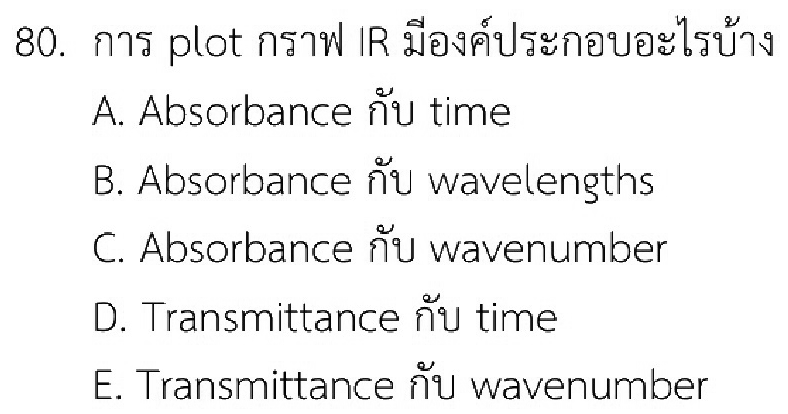 80. การ plot กราฟ IR มีองค์ประกอบอะไรบ้าง
A. Absorbance กับ time
B. Absorbance กับ wavelengths
C. Absorbance กับ wavenumber
D. Transmittance กับ time
E. Transmittance กับ wavenumber